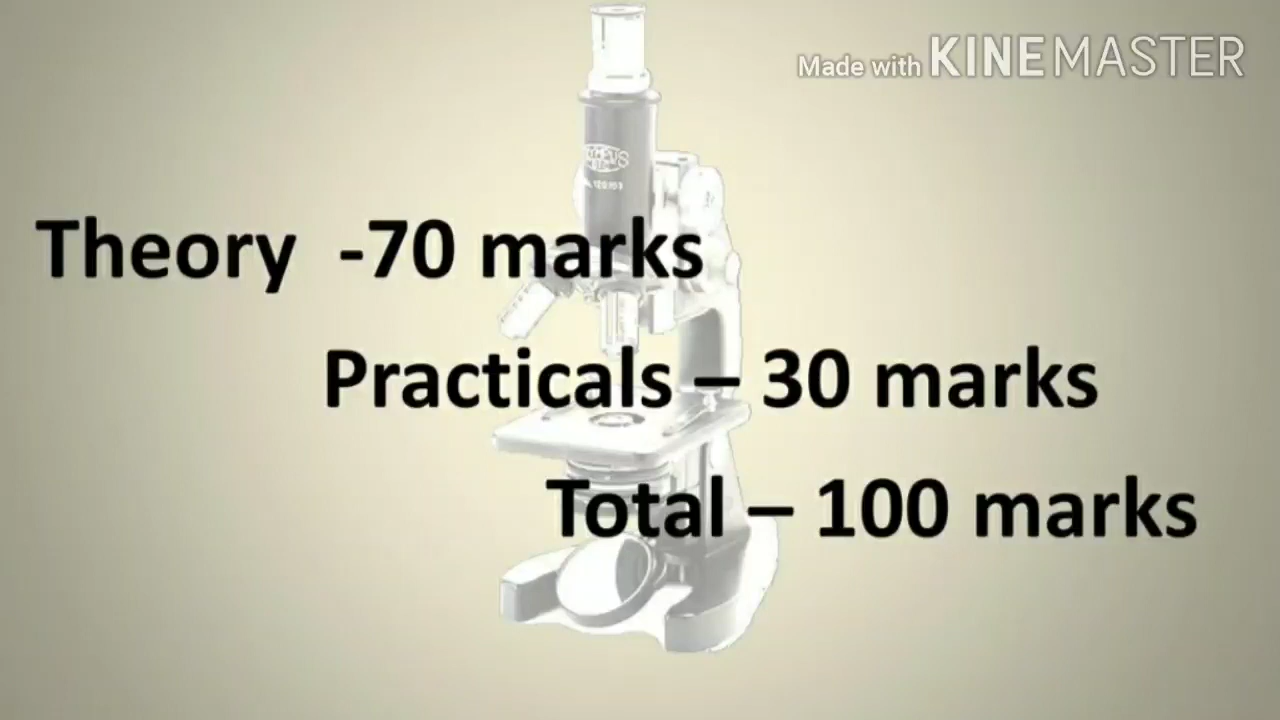 Made with KINEMASTER
Theory -70 marks
Practicals – 30 marks
Total – 100 marks